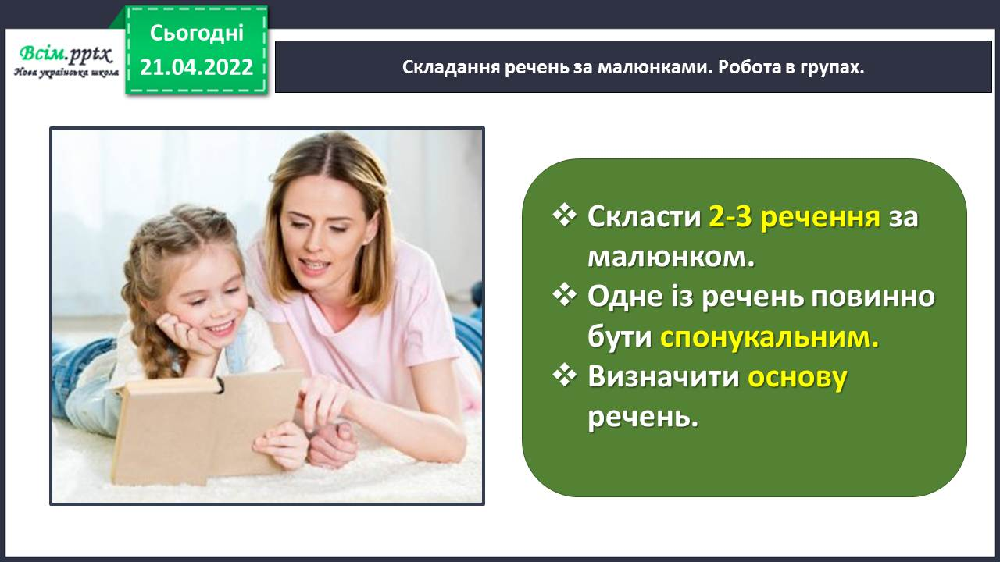 Сьогодні
21.04.2022
Всім.pptx
Нова українська школа
Складання речень за малюнками. Робота в групах.
❖ Скласти 2-3 речення за
малюнком.
❖ Одне із речень повинно
бути спонукальним.
❖ Визначити основу
речень.